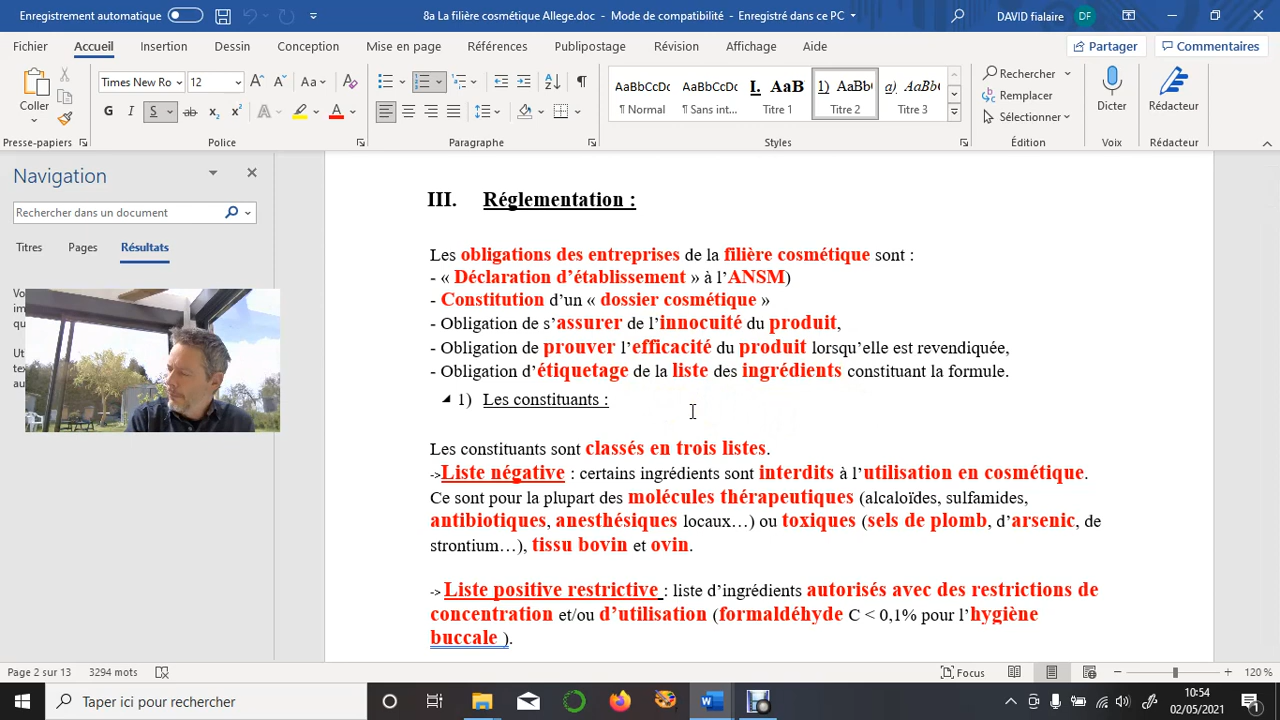 Enregistrement automatique
8a La filière cosmétique Allege.doc - Mode de compatibilité - Enregistré dans ce PC
DAVID fialaire DF
Fichier Accueil Insertion Dessin Conception Mise en page Références Publipostage Révision Affichage Aide
Partager Commentaires
Coller
Times New Ro 12
AaBbCcDc AaBbCcDc I. AaB 1) AaBb( a) AaBb(
¶ Normal ¶ Sans int... Titre 1 ¶ Titre 2 ¶ Titre 3
Rechercher
Remplacer
Sélectionner
Dicter Rédacteur
Presse-papiers Police Paragraphe Styles Édition Voix Rédacteur
Navigation
Rechercher dans un document
Titres Pages Résultats
III. Réglementation :
Les obligations des entreprises de la filière cosmétique sont :
- « Déclaration d’établissement » à l’ANSM)
- Constitution d’un « dossier cosmétique »
- Obligation de s’assurer de l’innocuité du produit,
- Obligation de prouver l’efficacité du produit lorsqu’elle est revendiquée,
- Obligation d’étiquetage de la liste des ingrédients constituant la formule.
1) Les constituants :
Les constituants sont classés en trois listes.
->Liste négative : certains ingrédients sont interdits à l’utilisation en cosmétique.
Ce sont pour la plupart des molécules thérapeutiques (alcaloïdes, sulfamides,
antibiotiques, anesthésiques locaux…) ou toxiques (sels de plomb, d’arsenic, de
strontium…), tissu bovin et ovin.
-> Liste positive restrictive : liste d’ingrédients autorisés avec des restrictions de
concentration et/ou d’utilisation (formaldéhyde C < 0,1% pour l’hygiène
buccale ).
Page 2 sur 13 3294 mots
Focus
120 %
Taper ici pour rechercher
10:54
02/05/2021